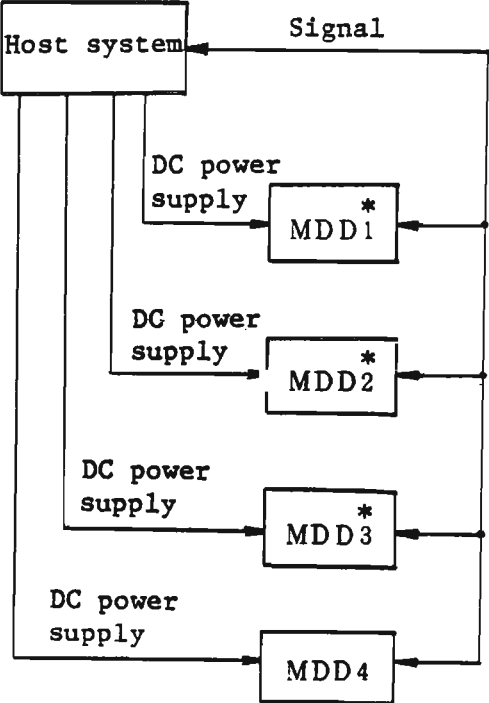 Signal
Host system
DC power
supply
*
MDD1
DC power
supply
*
MDD2
DC power
supply
*
MDD3
DC power
supply
MDD4